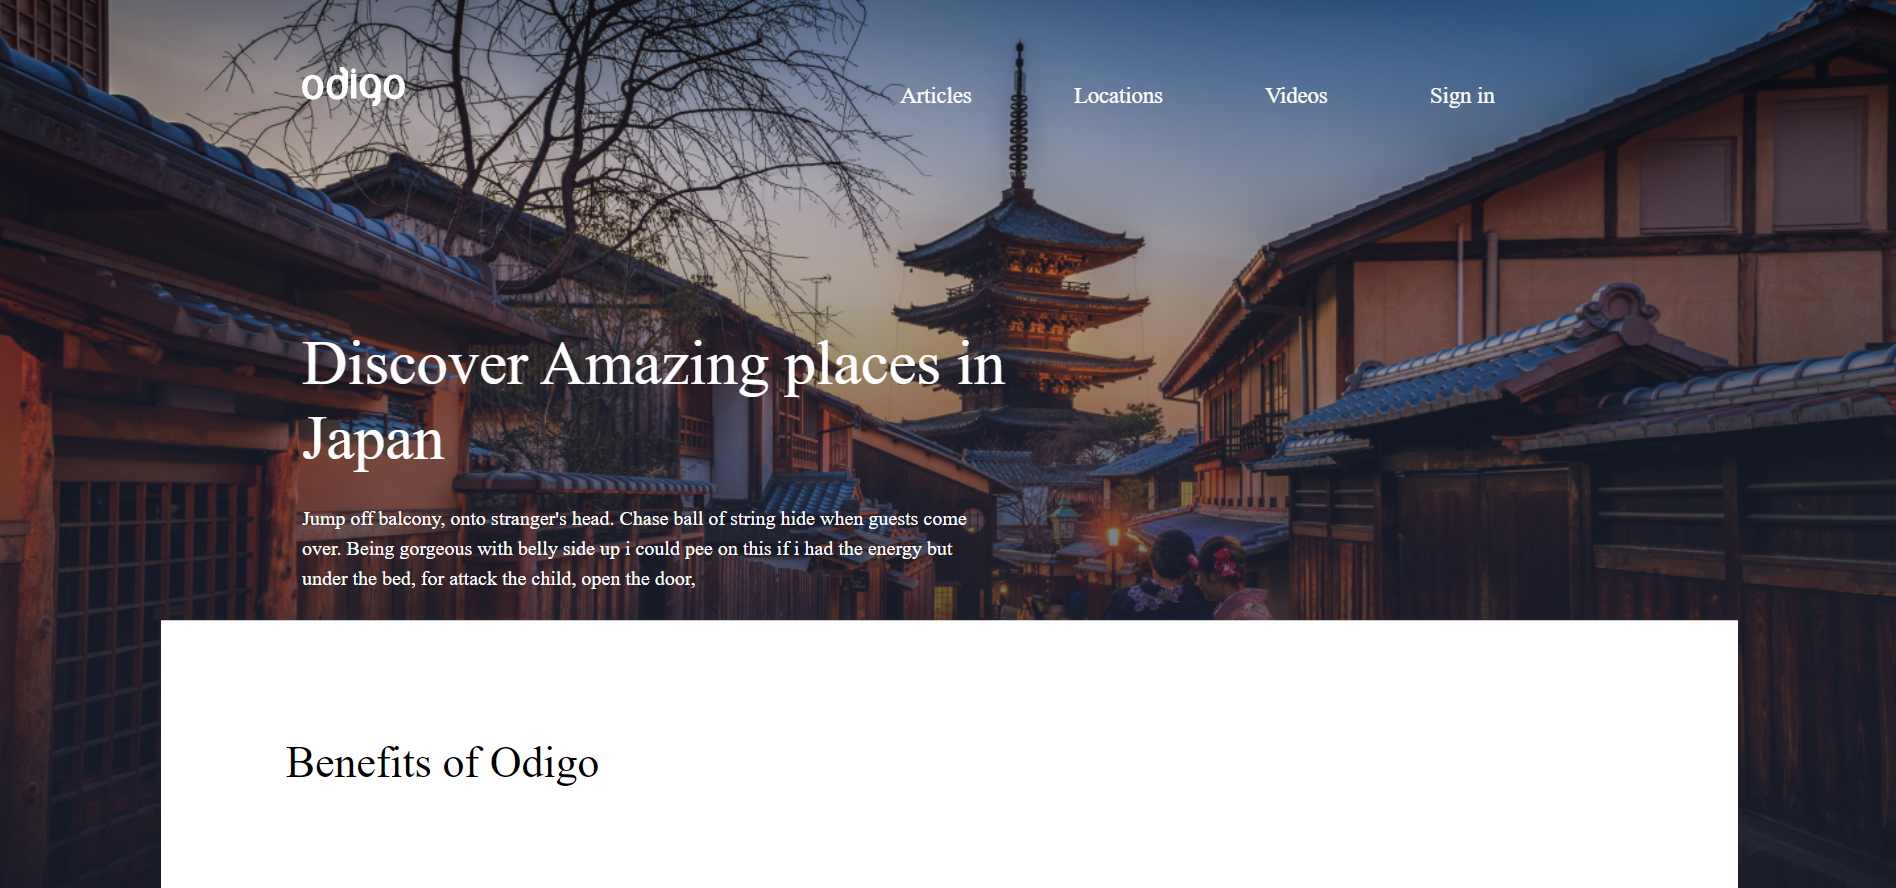 odigo
Articles
Locations
Videos
Sign in
Discover Amazing places in
Japan
Jump off balcony, onto stranger's head. Chase ball of string hide when guests come
over. Being gorgeous with belly side up i could pee on this if i had the energy but
under the bed, for attack the child, open the door,
Benefits of Odigo